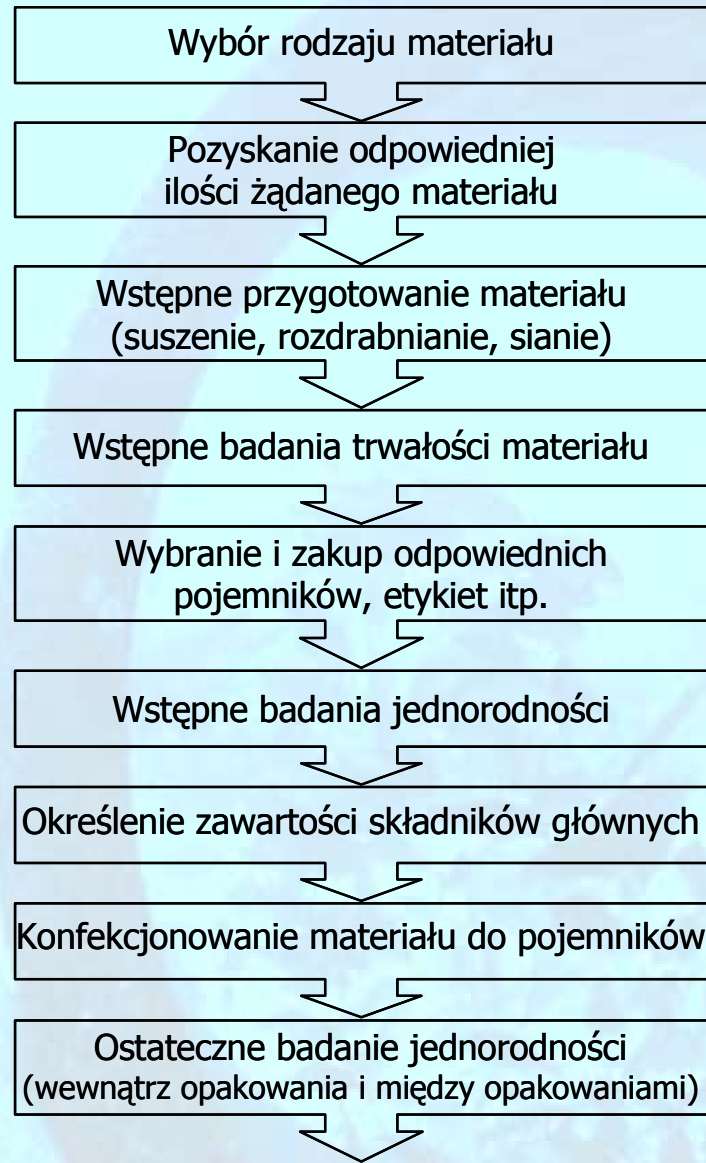 Wybór rodzaju materiału
Pozyskanie odpowiedniej
ilości żądanego materiału
Wstępne przygotowanie materiału
(suszenie, rozdrabnianie, sianie)
Wstępne badania trwałości materiału
Wybranie i zakup odpowiednich
pojemników, etykiet itp.
Wstępne badania jednorodności
Określenie zawartości składników głównych
Konfekcjonowanie materiału do pojemników
Ostateczne badanie jednorodności
(wewnątrz opakowania i między opakowaniami)